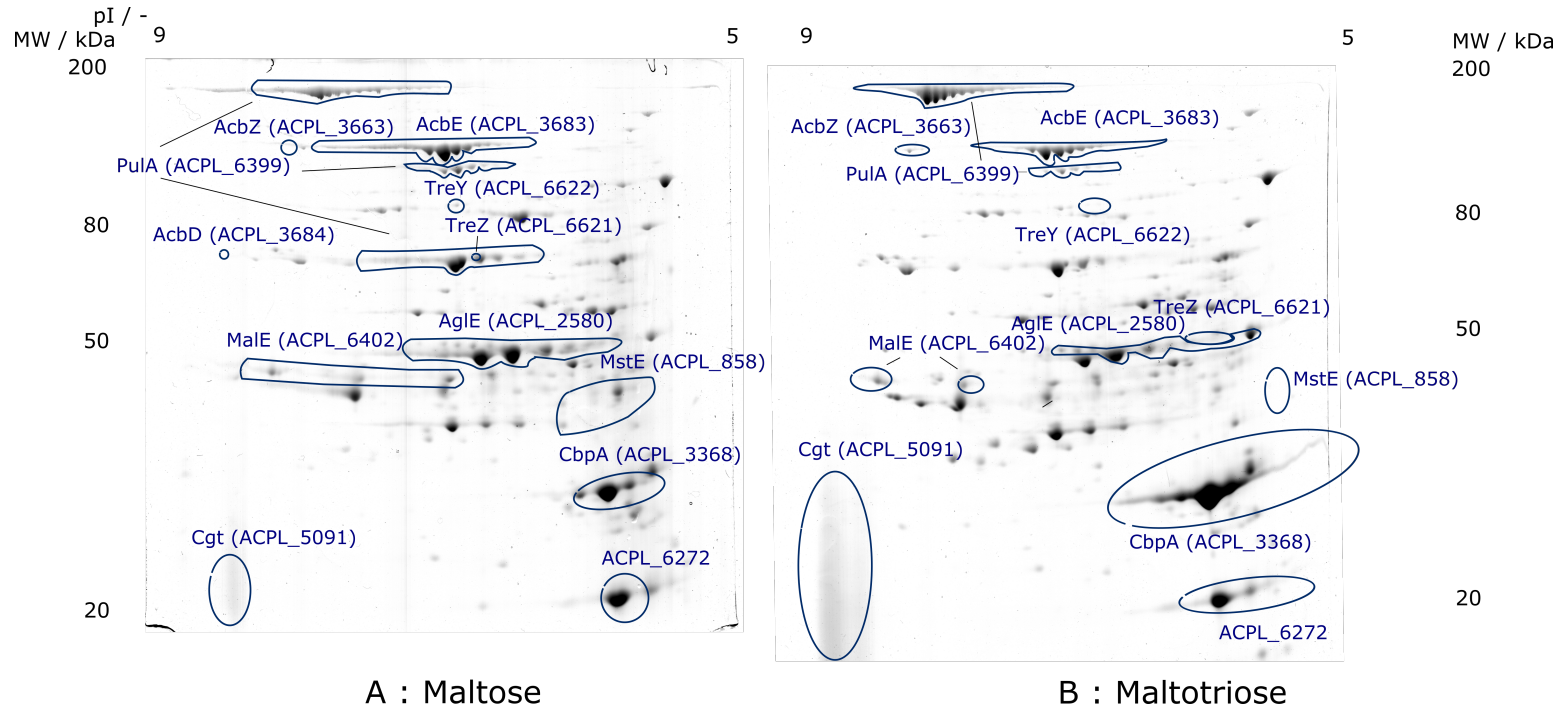 pI / -
MW / kDa
9
5
200
AcbZ (ACPL_3663)
AcbE (ACPL_3683)
PulA (ACPL_6399)
TreY (ACPL_6622)
80
TreZ (ACPL_6621)
AcbD (ACPL_3684)
AglE (ACPL_2580)
MalE (ACPL_6402)
50
MstE (ACPL_858)
CbpA (ACPL_3368)
Cgt (ACPL_5091)
ACPL_6272
20
A : Maltose
9
5
MW / kDa
200
AcbE (ACPL_3683)
AcbZ (ACPL_3663)
PulA (ACPL_6399)
80
TreY (ACPL_6622)
TreZ (ACPL_6621)
AglE (ACPL_2580)
50
MalE (ACPL_6402)
MstE (ACPL_858)
Cgt (ACPL_5091)
CbpA (ACPL_3368)
20
ACPL_6272
B : Maltotriose